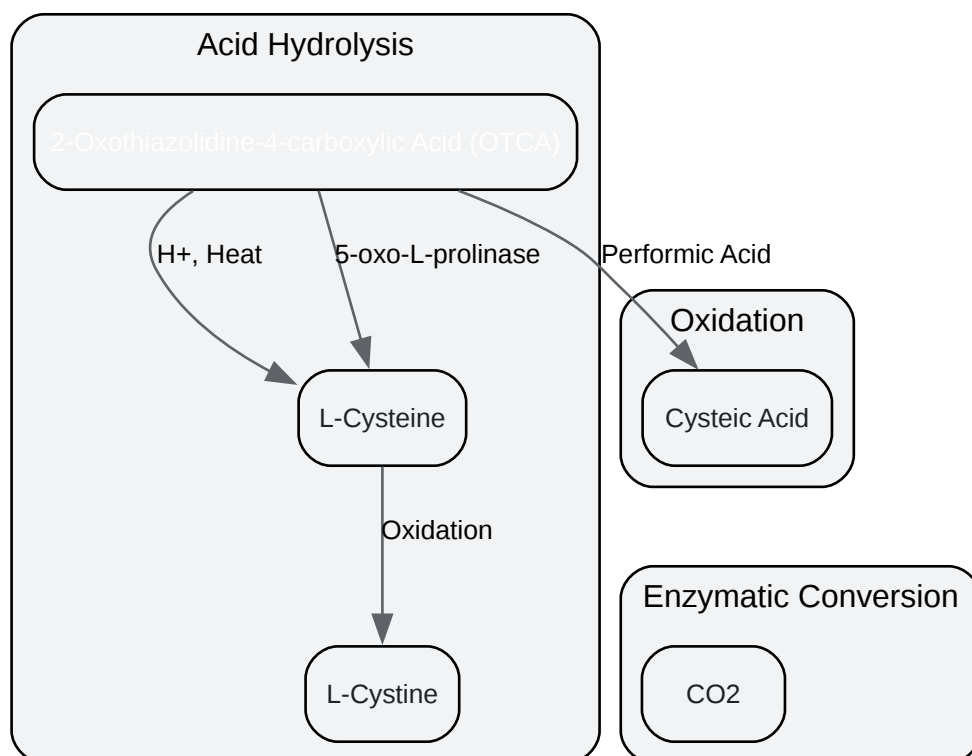 Acid Hydrolysis
2-Oxothiazolidine-4-carboxylic Acid (OTCA)
H+, Heat
5-oxo-L-prolinase
Performic Acid
Oxidation
L-Cysteine
Cysteic Acid
Oxidation
Enzymatic Conversion
L-Cystine
CO2